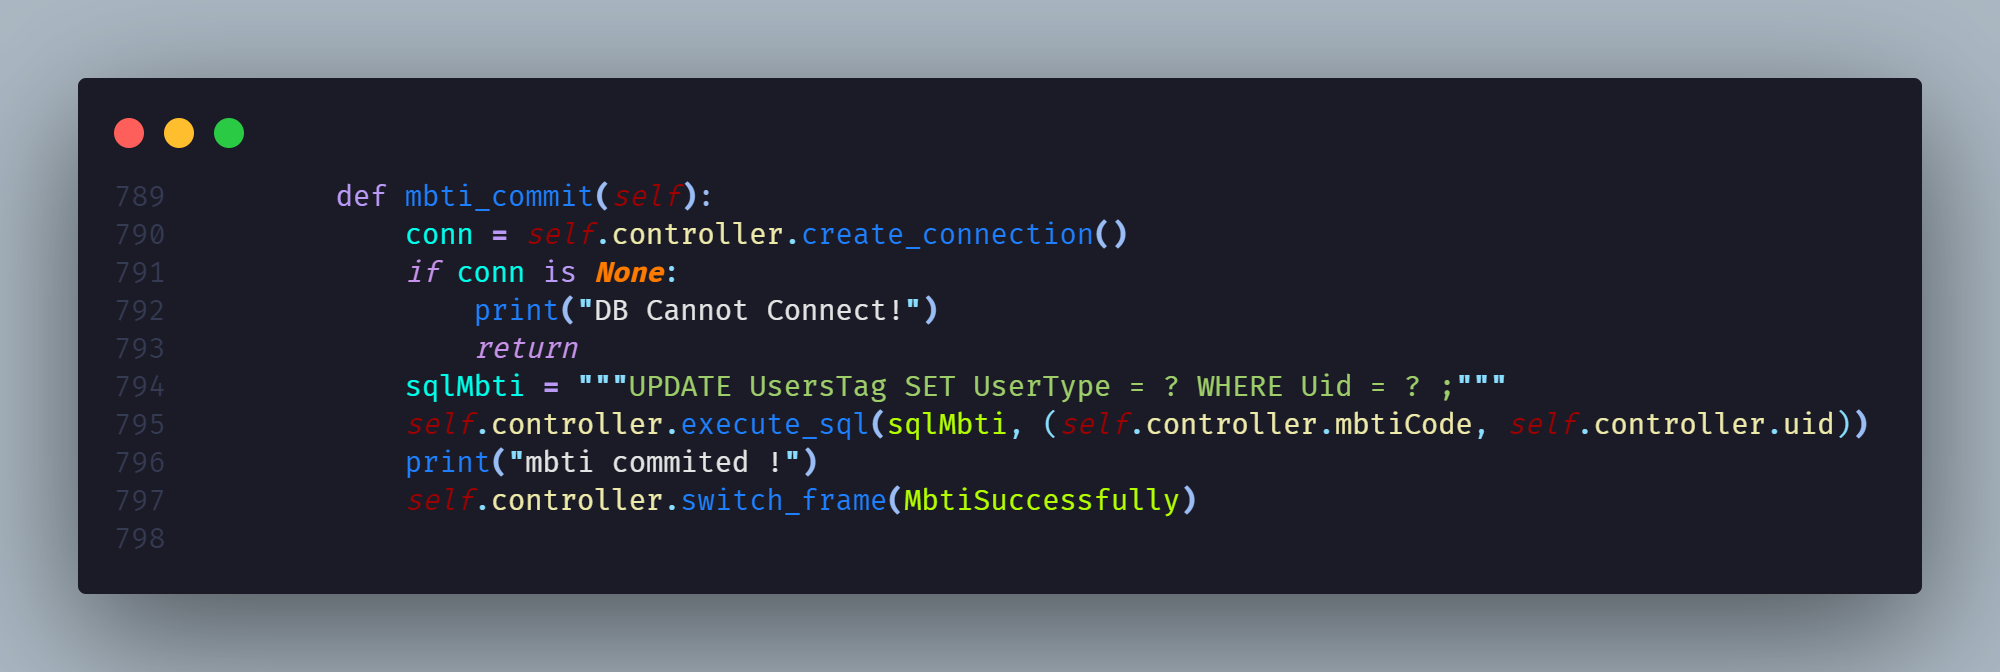 789 def mbti_commit(self):
790 conn = self.controller.create_connection()
791 if conn is None:
792 print("DB Cannot Connect!")
793 return
794 sqlMbti = """UPDATE UsersTag SET UserType = ? WHERE Uid = ? ;"""
795 self.controller.execute_sql(sqlMbti, (self.controller.mbtiCode, self.controller.uid))
796 print("mbti commited !")
797 self.controller.switch_frame(MbtiSuccessfully)
798